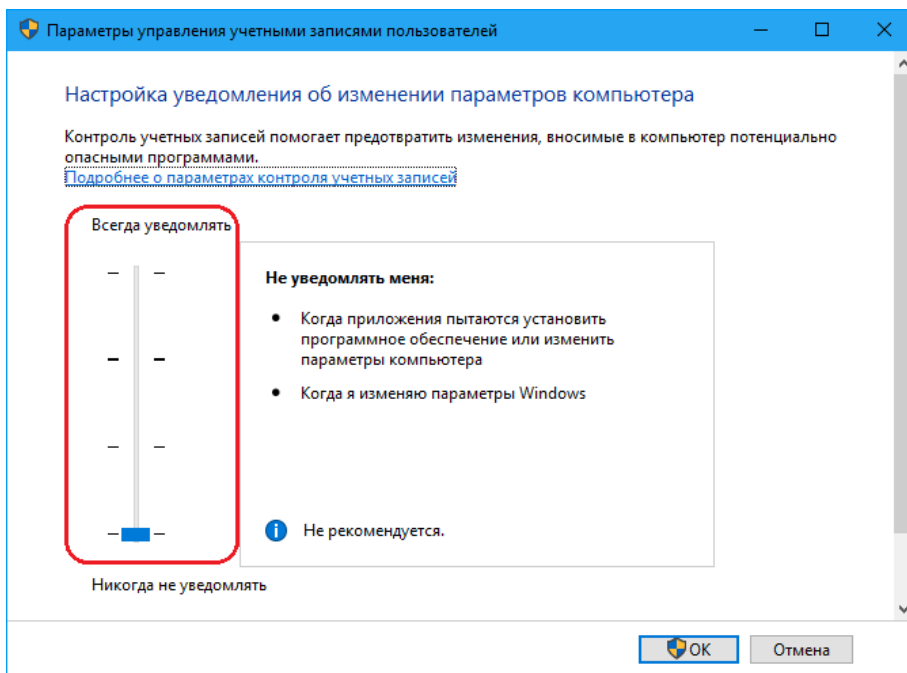 Параметры управления учетными записями пользователей
Настройка уведомления об изменении параметров компьютера
Контроль учетных записей помогает предотвратить изменения, вносимые в компьютер потенциально
опасными программами.
Подробнее о параметрах контроля учетных записей
Всегда уведомлять
Не уведомлять меня:
Когда приложения пытаются установить
программное обеспечение или изменить
параметры компьютера
Когда я изменяю параметры Windows
Не рекомендуется.
Никогда не уведомлять
ОК
Отмена